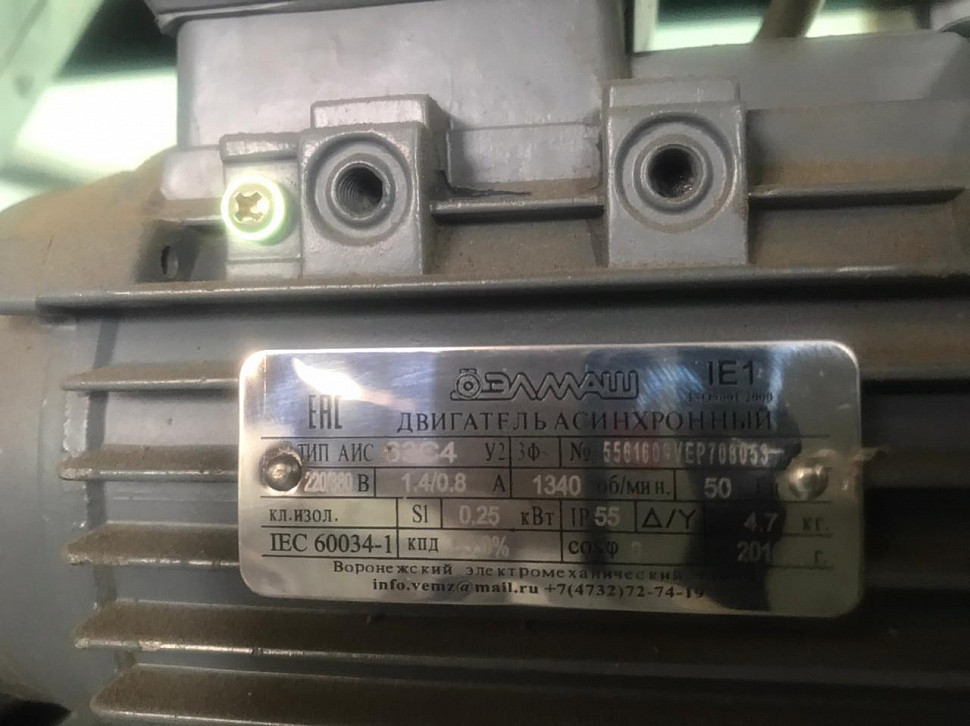 ЭЛМАШ IE1
EAC
ДВИГАТЕЛЬ АСИНХРОННЫЙ
ТИП АИС У2 3Ф~ №
220/380 В 1.4/0.8 А 1340 об/мин. 50
кл.изол. S1 0,25 кВт IP 55 Δ/Y 4.7 кг.
IEC 60034-1 кпд cosφ г.
Воронежский электромеханический
info.vemz@mail.ru +7(4732)72-74-19